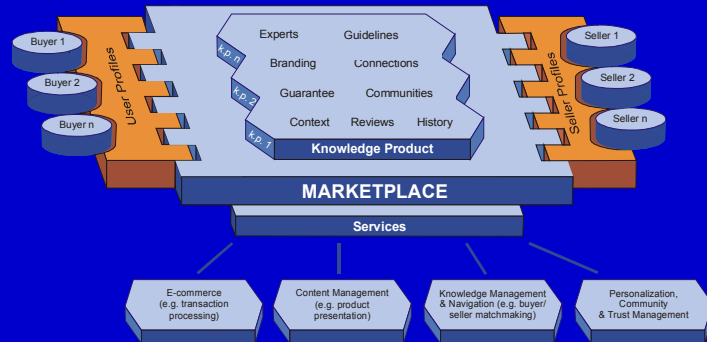 Experts Guidelines
Buyer 1
Seller 1
k.p. n
Branding Connections
User Profiles
Seller Profiles
Buyer 2
Seller 2
k.p. 2
Guarantee Communities
Buyer n
Seller n
k.p. 1
Context Reviews History
Knowledge Product
MARKETPLACE
Services
E-commerce
(e.g. transaction
processing)
Content Management
(e.g. product
presentation)
Knowledge Management
& Navigation (e.g. buyer/
seller matchmaking)
Personalization,
Community
& Trust Management